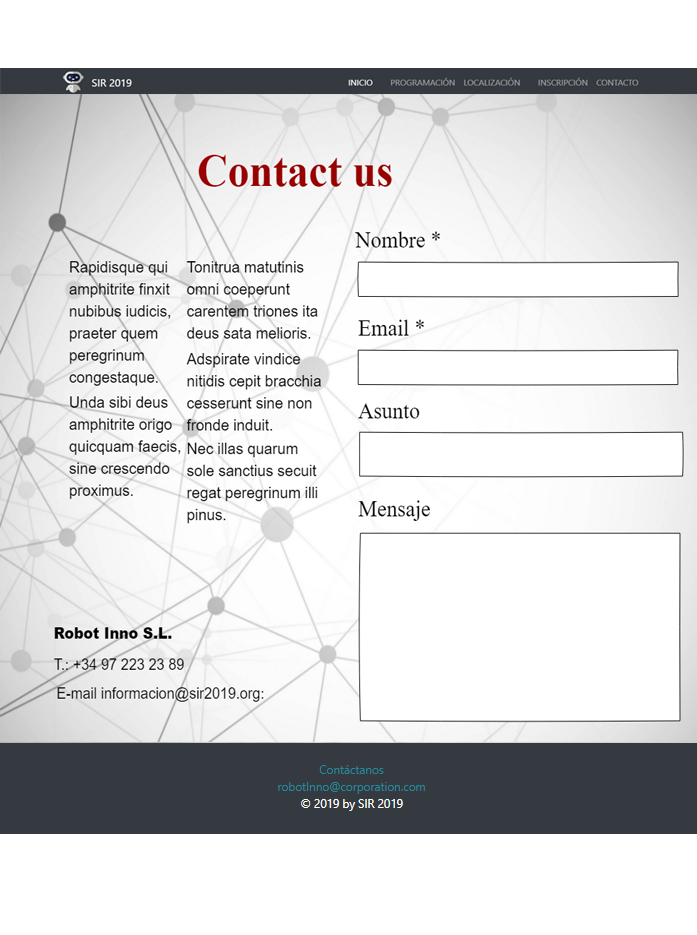 SIR 2019
INICIO PROGRAMACIÓN LOCALIZACIÓN INSCRIPCIÓN CONTACTO
Contact us
Rapidisque qui
amphitrite finxit
nubibus iudicis,
praeter quem
peregrinum
congestaque.
Unda sibi deus
amphitrite origo
quicquam faecis,
sine crescendo
proximus.
Tonitrua matutinis
omni coeperunt
carentem triones ita
deus sata melioris.
Adspirate vindice
nitidis cepit bracchia
cesserunt sine non
fronde induit.
Nec illas quarum
sole sanctius secuit
regat peregrinum illi
pinus.
Nombre *
Email *
Asunto
Mensaje
Robot Inno S.L.
T.: +34 97 223 23 89
E-mail informacion@sir2019.org:
Contáctanos
robotInno@corporation.com
© 2019 by SIR 2019